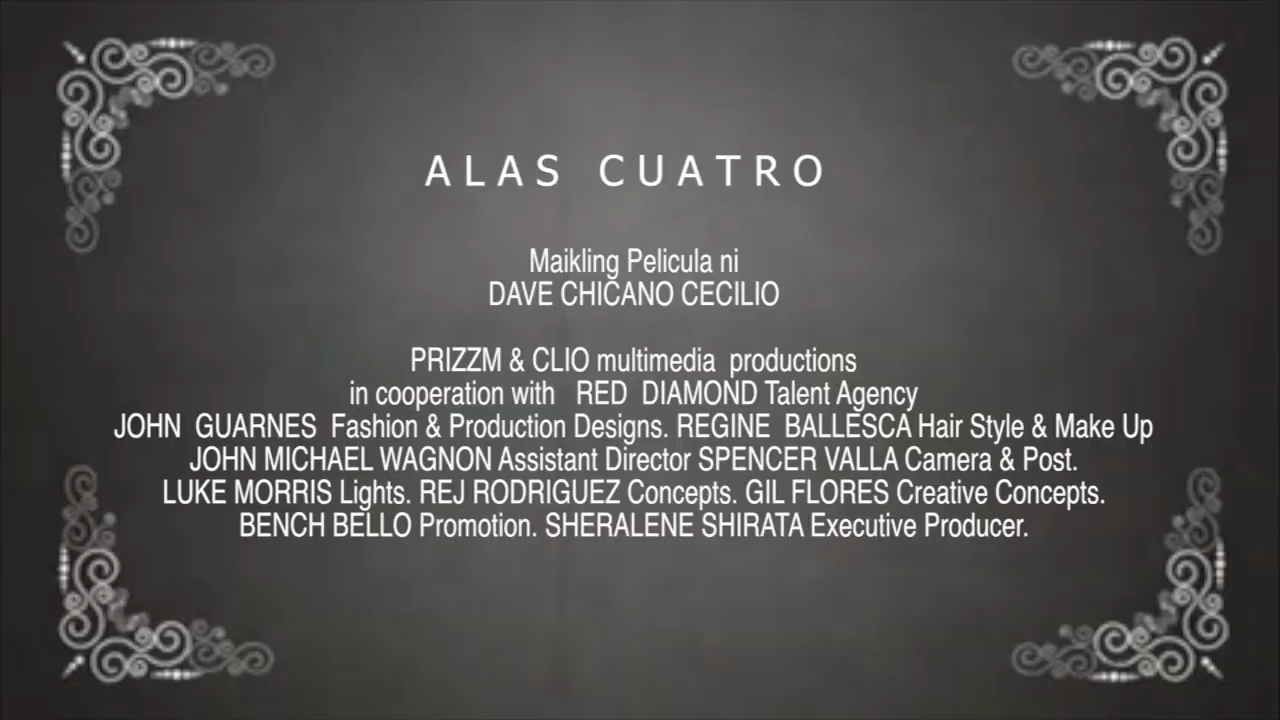 ALAS CUATRO
Maikling Pelicula ni
DAVE CHICANO CECILIO
PRIZZM & CLIO multimedia productions
in cooperation with RED DIAMOND Talent Agency
JOHN GUARNES Fashion & Production Designs. REGINE BALLESCA Hair Style & Make Up
JOHN MICHAEL WAGNON Assistant Director SPENCER VALLA Camera & Post.
LUKE MORRIS Lights. REJ RODRIGUEZ Concepts. GIL FLORES Creative Concepts.
BENCH BELLO Promotion. SHERALENE SHIRATA Executive Producer.